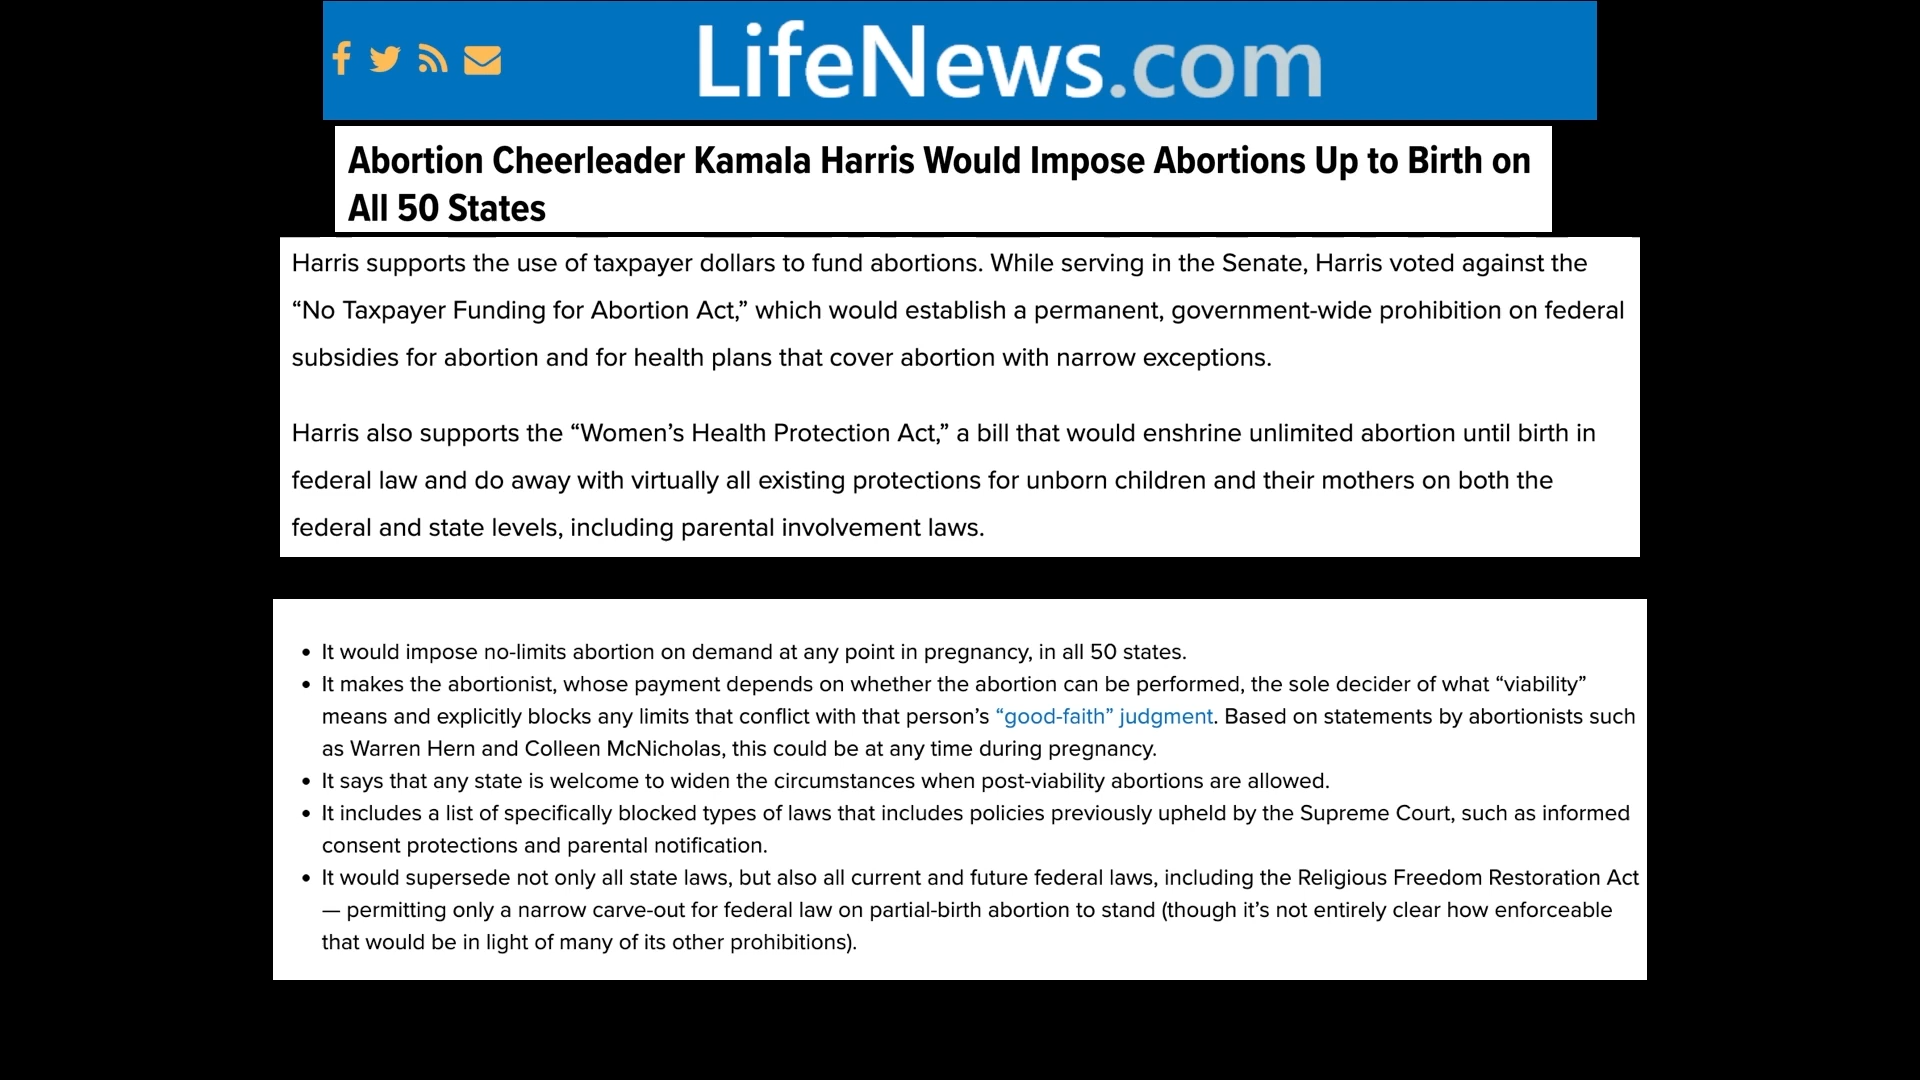 LifeNews.com
Abortion Cheerleader Kamala Harris Would Impose Abortions Up to Birth on
All 50 States
Harris supports the use of taxpayer dollars to fund abortions. While serving in the Senate, Harris voted against the
“No Taxpayer Funding for Abortion Act,” which would establish a permanent, government-wide prohibition on federal
subsidies for abortion and for health plans that cover abortion with narrow exceptions.
Harris also supports the “Women’s Health Protection Act,” a bill that would enshrine unlimited abortion until birth in
federal law and do away with virtually all existing protections for unborn children and their mothers on both the
federal and state levels, including parental involvement laws.
• It would impose no-limits abortion on demand at any point in pregnancy, in all 50 states.
• It makes the abortionist, whose payment depends on whether the abortion can be performed, the sole decider of what “viability”
means and explicitly blocks any limits that conflict with that person’s “good-faith” judgment. Based on statements by abortionists such
as Warren Hern and Colleen McNicholas, this could be at any time during pregnancy.
• It says that any state is welcome to widen the circumstances when post-viability abortions are allowed.
• It includes a list of specifically blocked types of laws that includes policies previously upheld by the Supreme Court, such as informed
consent protections and parental notification.
• It would supersede not only all state laws, but also all current and future federal laws, including the Religious Freedom Restoration Act
— permitting only a narrow carve-out for federal law on partial-birth abortion to stand (though it’s not entirely clear how enforceable
that would be in light of many of its other prohibitions).